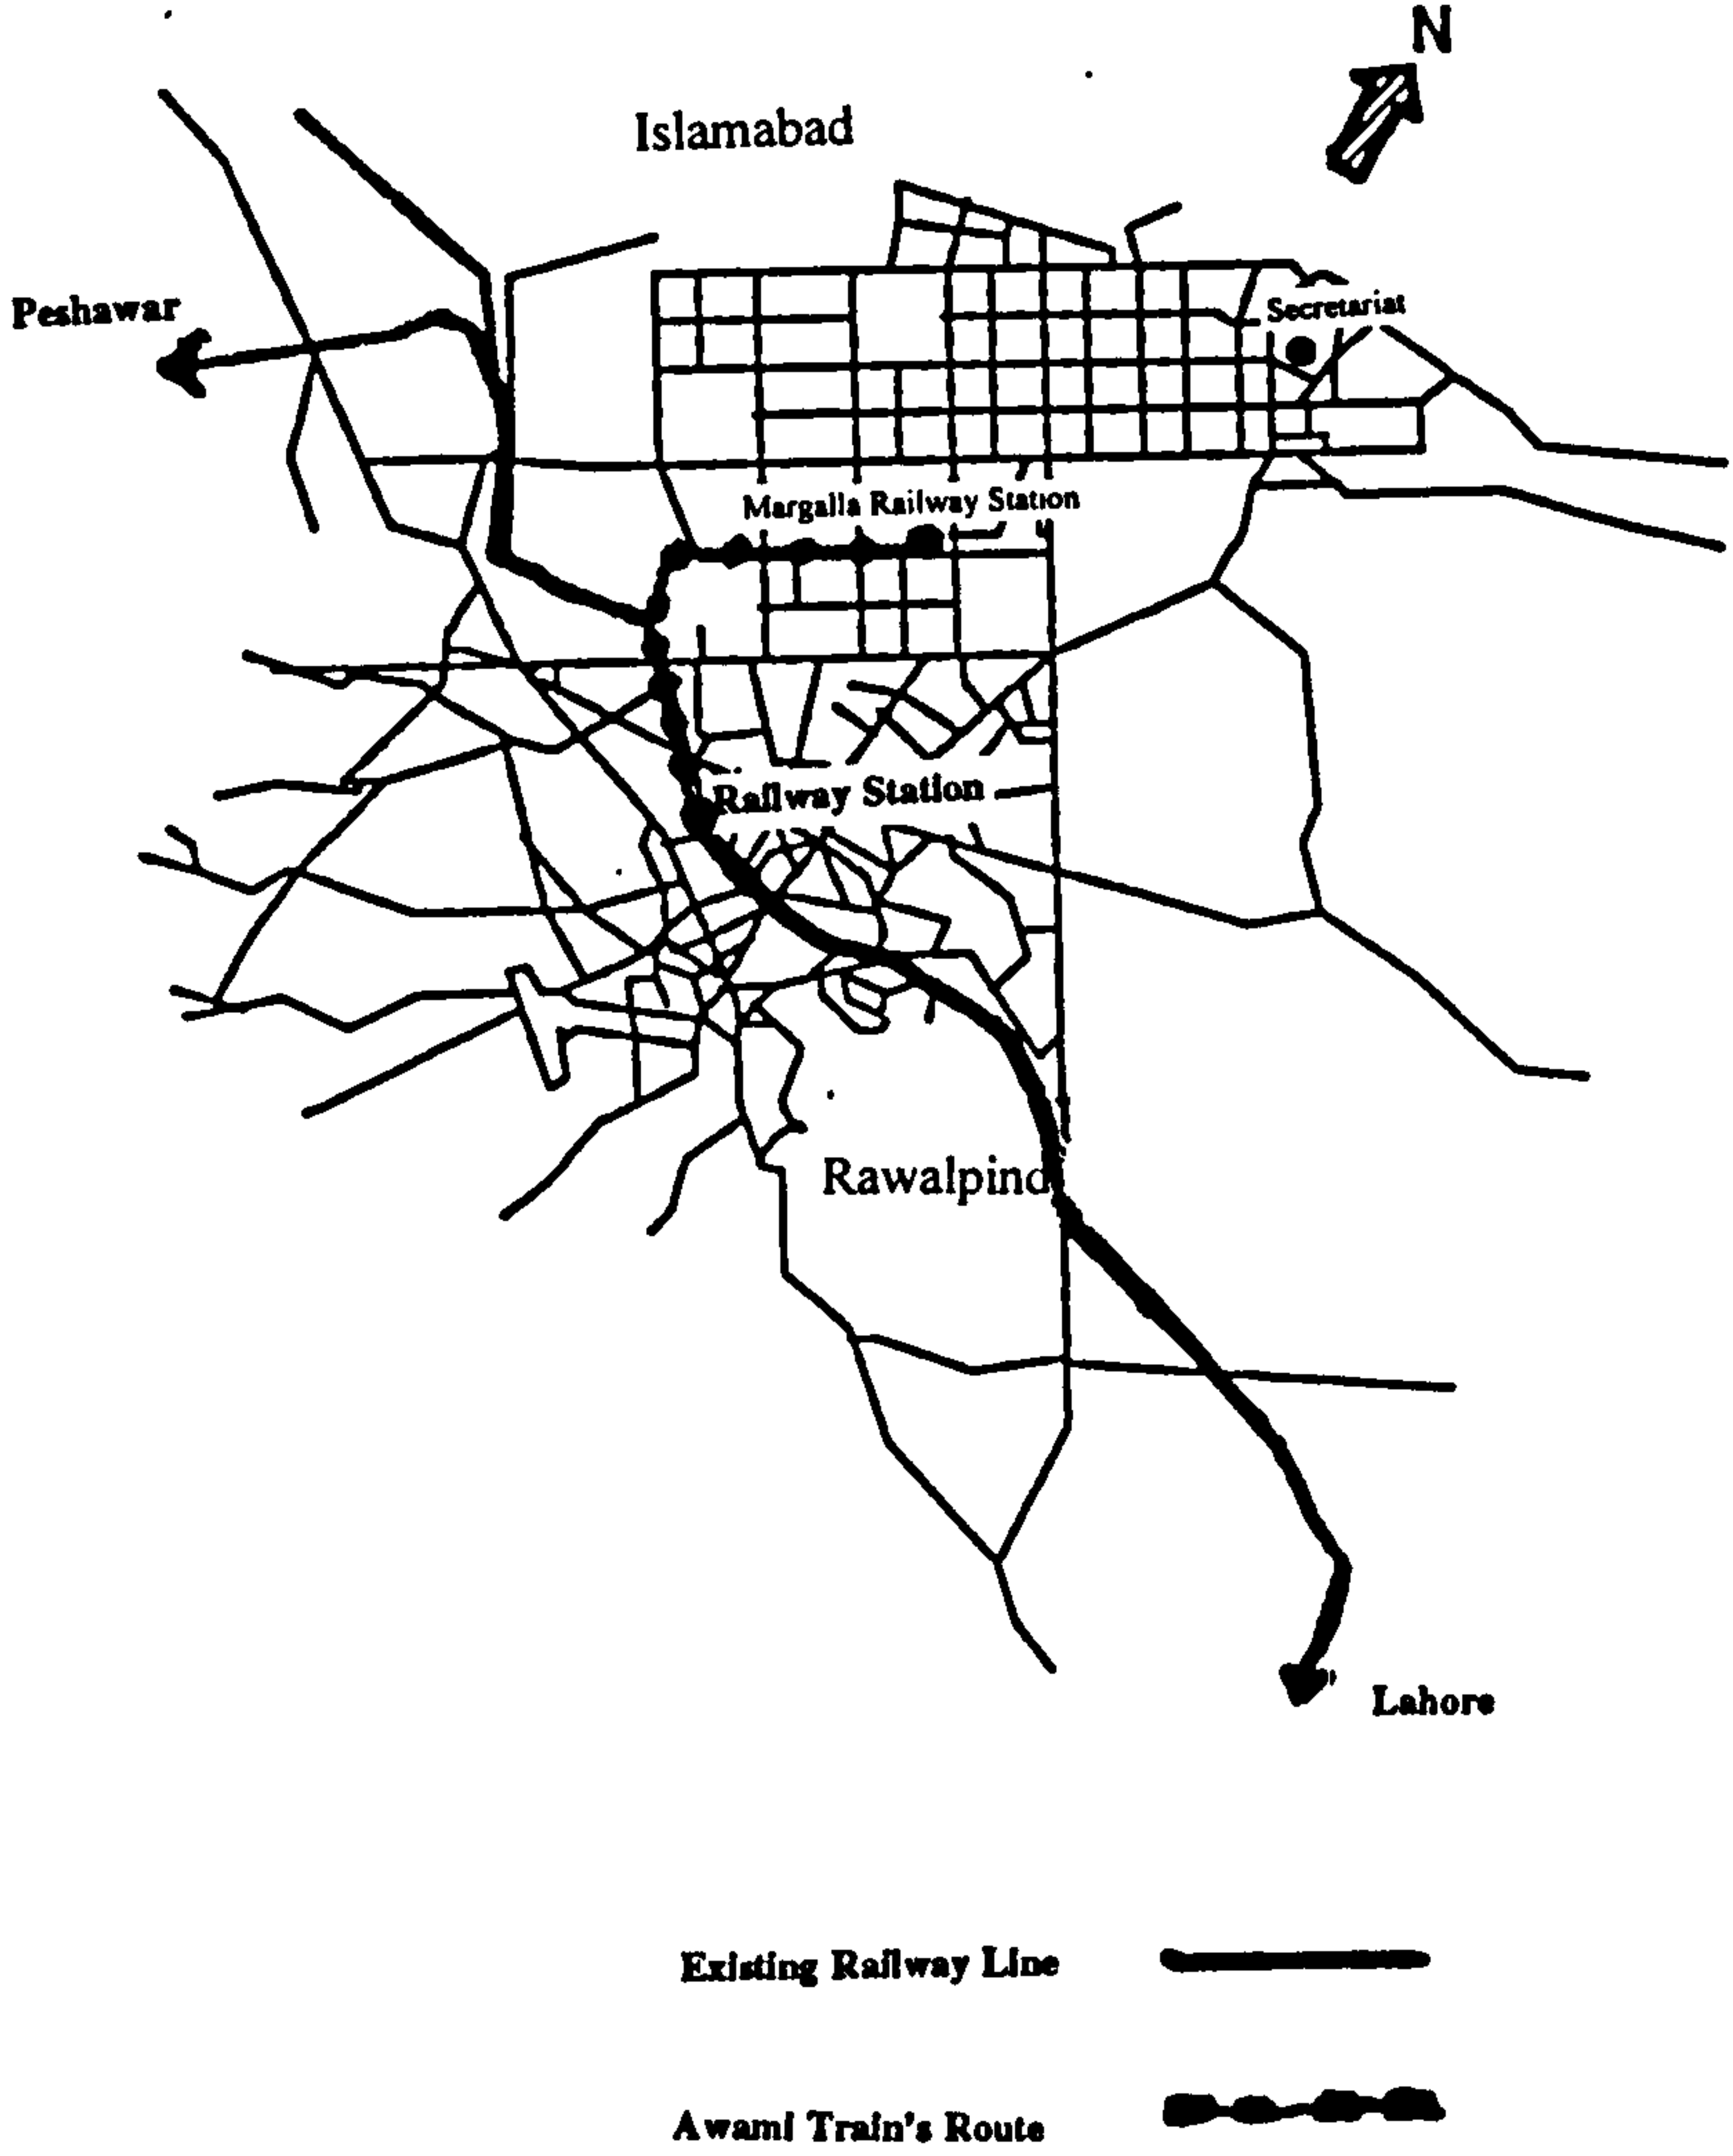 N
Islamabad
Peshawar
Secretariat
Margalla Railway Station
Railway Station
Rawalpind
Lahore
Existing Railway Line
Awami Train's Route